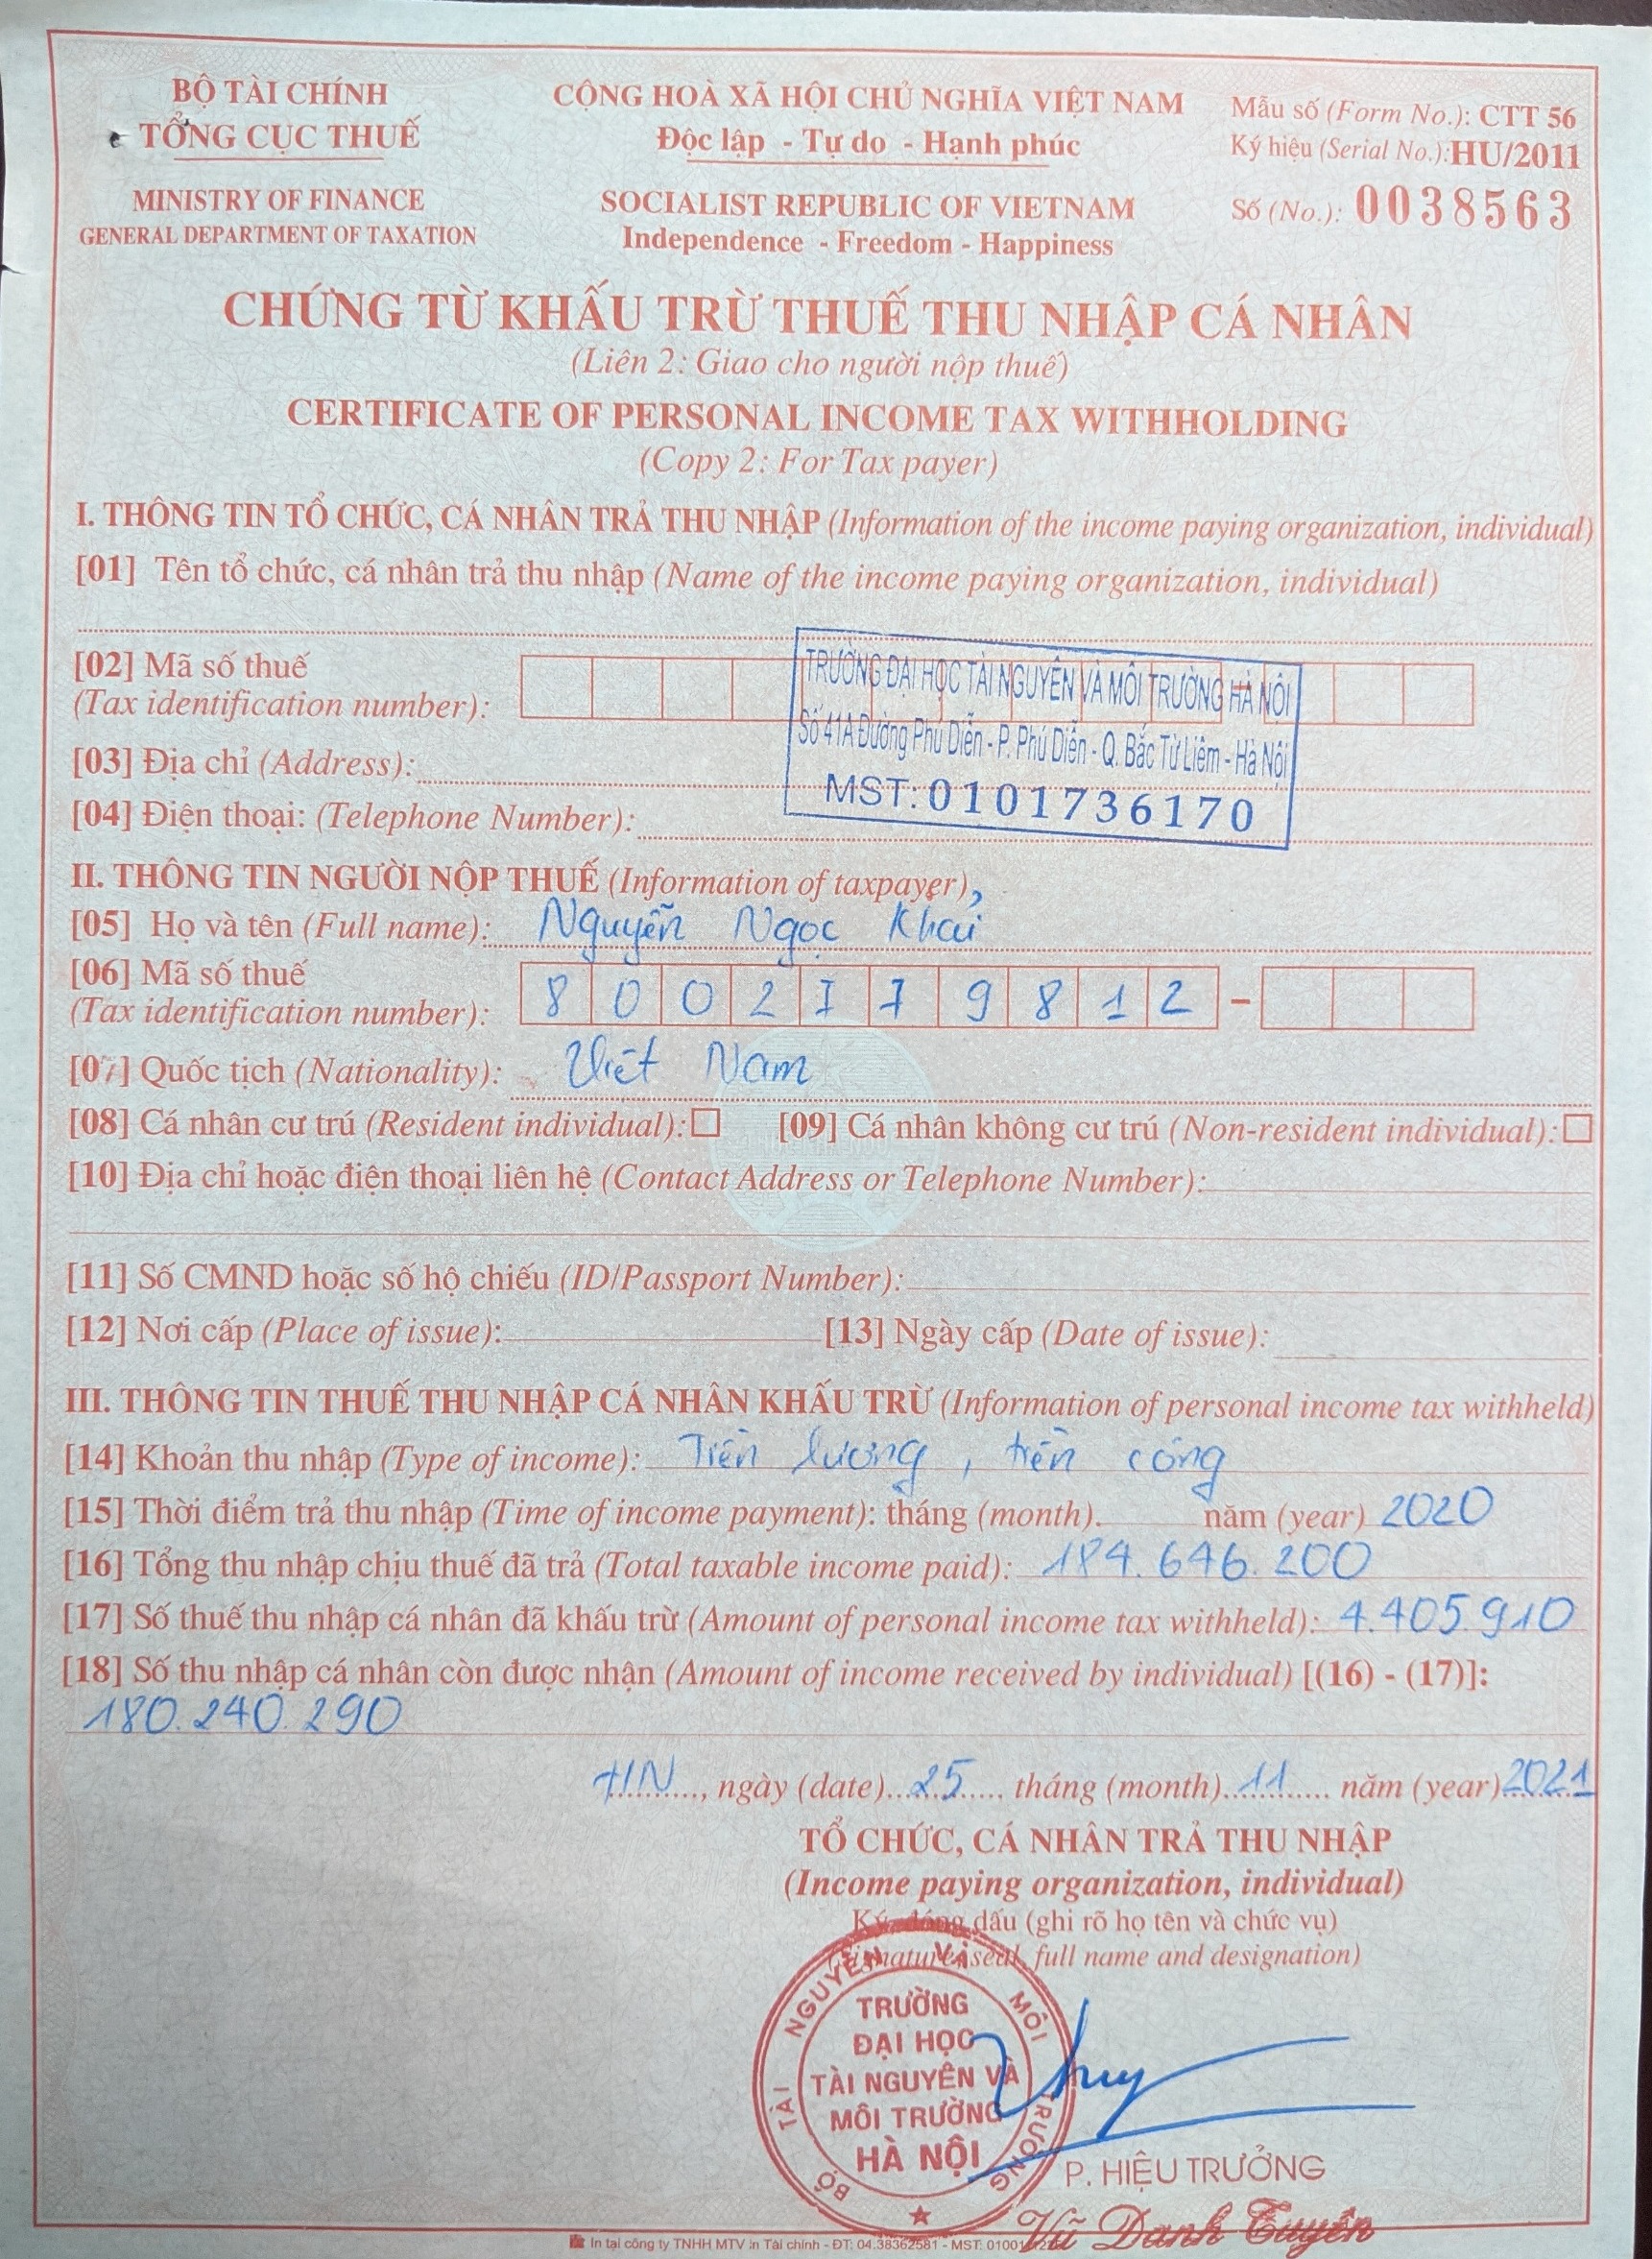 BỘ TÀI CHÍNH
TỔNG CỤC THUẾ
MINISTRY OF FINANCE
GENERAL DEPARTMENT OF TAXATION
CỘNG HOÀ XÃ HỘI CHỦ NGHĨA VIỆT NAM
Độc lập - Tự do - Hạnh phúc
SOCIALIST REPUBLIC OF VIETNAM
Independence - Freedom - Happiness
Mẫu số (Form No.): CTT 56
Ký hiệu (Serial No.): HU/2011
Số (No.): 0038563
CHỨNG TỪ KHẤU TRỪ THUẾ THU NHẬP CÁ NHÂN
(Liên 2: Giao cho người nộp thuế)
CERTIFICATE OF PERSONAL INCOME TAX WITHHOLDING
(Copy 2: For Tax payer)
I. THÔNG TIN TỔ CHỨC, CÁ NHÂN TRẢ THU NHẬP (Information of the income paying organization, individual)
[01] Tên tổ chức, cá nhân trả thu nhập (Name of the income paying organization, individual)
TRƯỜNG ĐẠI HỌC TÀI NGUYÊN VÀ MÔI TRƯỜNG HÀ NỘI
Số 41A Đường Phú Diễn - P. Phú Diễn - Q. Bắc Từ Liêm - Hà Nội
MST: 0101736170
[02] Mã số thuế
(Tax identification number):
[03] Địa chỉ (Address):
[04] Điện thoại: (Telephone Number):
II. THÔNG TIN NGƯỜI NỘP THUẾ (Information of taxpayer)
[05] Họ và tên (Full name): Nguyễn Ngọc Khải
[06] Mã số thuế
(Tax identification number): 8 0 0 2 7 7 9 8 1 2 -
[07] Quốc tịch (Nationality): Việt Nam
[08] Cá nhân cư trú (Resident individual): [09] Cá nhân không cư trú (Non-resident individual):
[10] Địa chỉ hoặc điện thoại liên hệ (Contact Address or Telephone Number):
[11] Số CMND hoặc số hộ chiếu (ID/Passport Number):
[12] Nơi cấp (Place of issue): [13] Ngày cấp (Date of issue):
III. THÔNG TIN THUẾ THU NHẬP CÁ NHÂN KHẤU TRỪ (Information of personal income tax withheld)
[14] Khoản thu nhập (Type of income): Tiền lương, tiền công
[15] Thời điểm trả thu nhập (Time of income payment): tháng (month) năm (year) 2020
[16] Tổng thu nhập chịu thuế đã trả (Total taxable income paid): 184.646.200
[17] Số thuế thu nhập cá nhân đã khấu trừ (Amount of personal income tax withheld): 4.405.910
[18] Số thu nhập cá nhân còn được nhận (Amount of income received by individual) [(16) - (17)]:
180.240.290
HN, ngày (date) 25 tháng (month) 11 năm (year) 2021
TỔ CHỨC, CÁ NHÂN TRẢ THU NHẬP
(Income paying organization, individual)
Ký, đóng dấu (ghi rõ họ tên và chức vụ)
(Signature, seal, full name and designation)
BỘ TÀI NGUYÊN VÀ MÔI TRƯỜNG
TRƯỜNG
ĐẠI HỌC
TÀI NGUYÊN VÀ
MÔI TRƯỜNG
HÀ NỘI
P. HIỆU TRƯỞNG
Vũ Danh Tuyên
In tại công ty TNHH MTV in Tài chính - ĐT: 04.38362581 - MST: